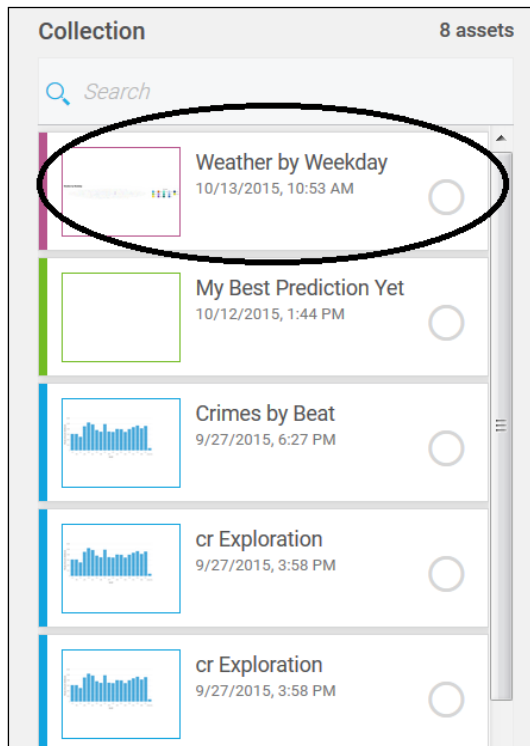 Collection 8 assets
Search
Weather by Weekday
10/13/2015, 10:53 AM
My Best Prediction Yet
10/12/2015, 1:44 PM
Crimes by Beat
9/27/2015, 6:27 PM
cr Exploration
9/27/2015, 3:58 PM
cr Exploration
9/27/2015, 3:58 PM